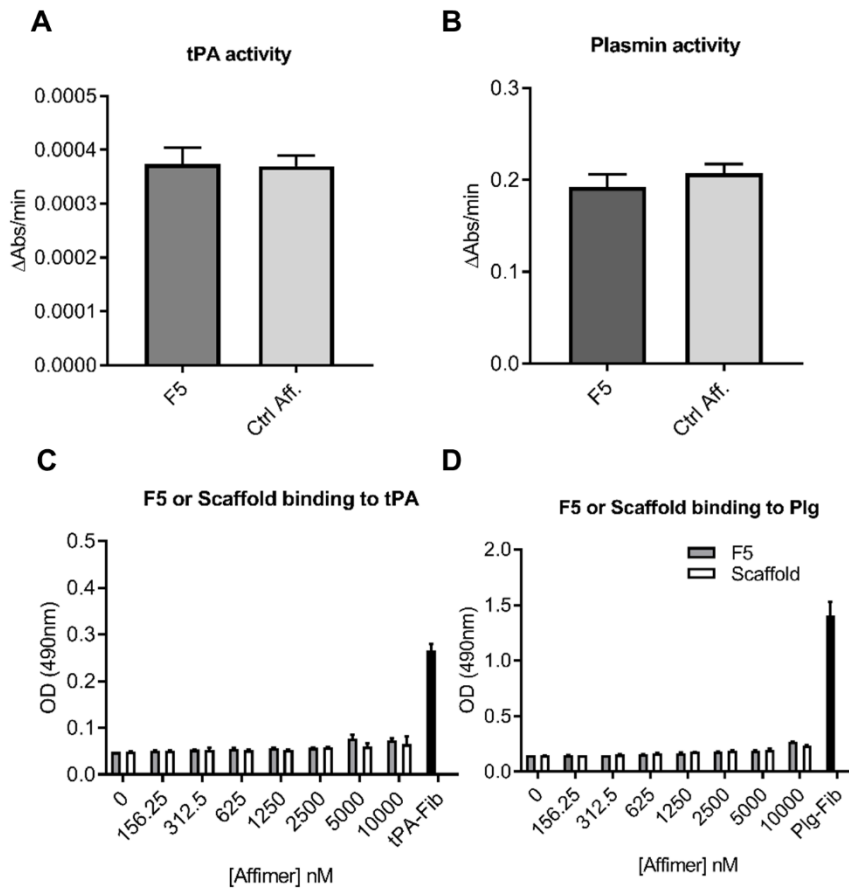 A
tPA activity
0.0005
0.0004
0.0003
0.0002
0.0001
0.0000
ΔAbs/min
F5
Ctrl Aff.
B
Plasmin activity
0.3
0.2
0.1
0.0
ΔAbs/min
F5
Ctrl Aff.
C
F5 or Scaffold binding to tPA
0.5
0.4
0.3
0.2
0.1
0.0
OD (490nm)
0
156.25
312.5
625
1250
2500
5000
10000
tPA-Fib
[Affimer] nM
D
F5 or Scaffold binding to Plg
F5
Scaffold
2.0
1.5
1.0
0.5
0.0
OD (490nm)
0
156.25
312.5
625
1250
2500
5000
10000
Plg-Fib
[Affimer] nM